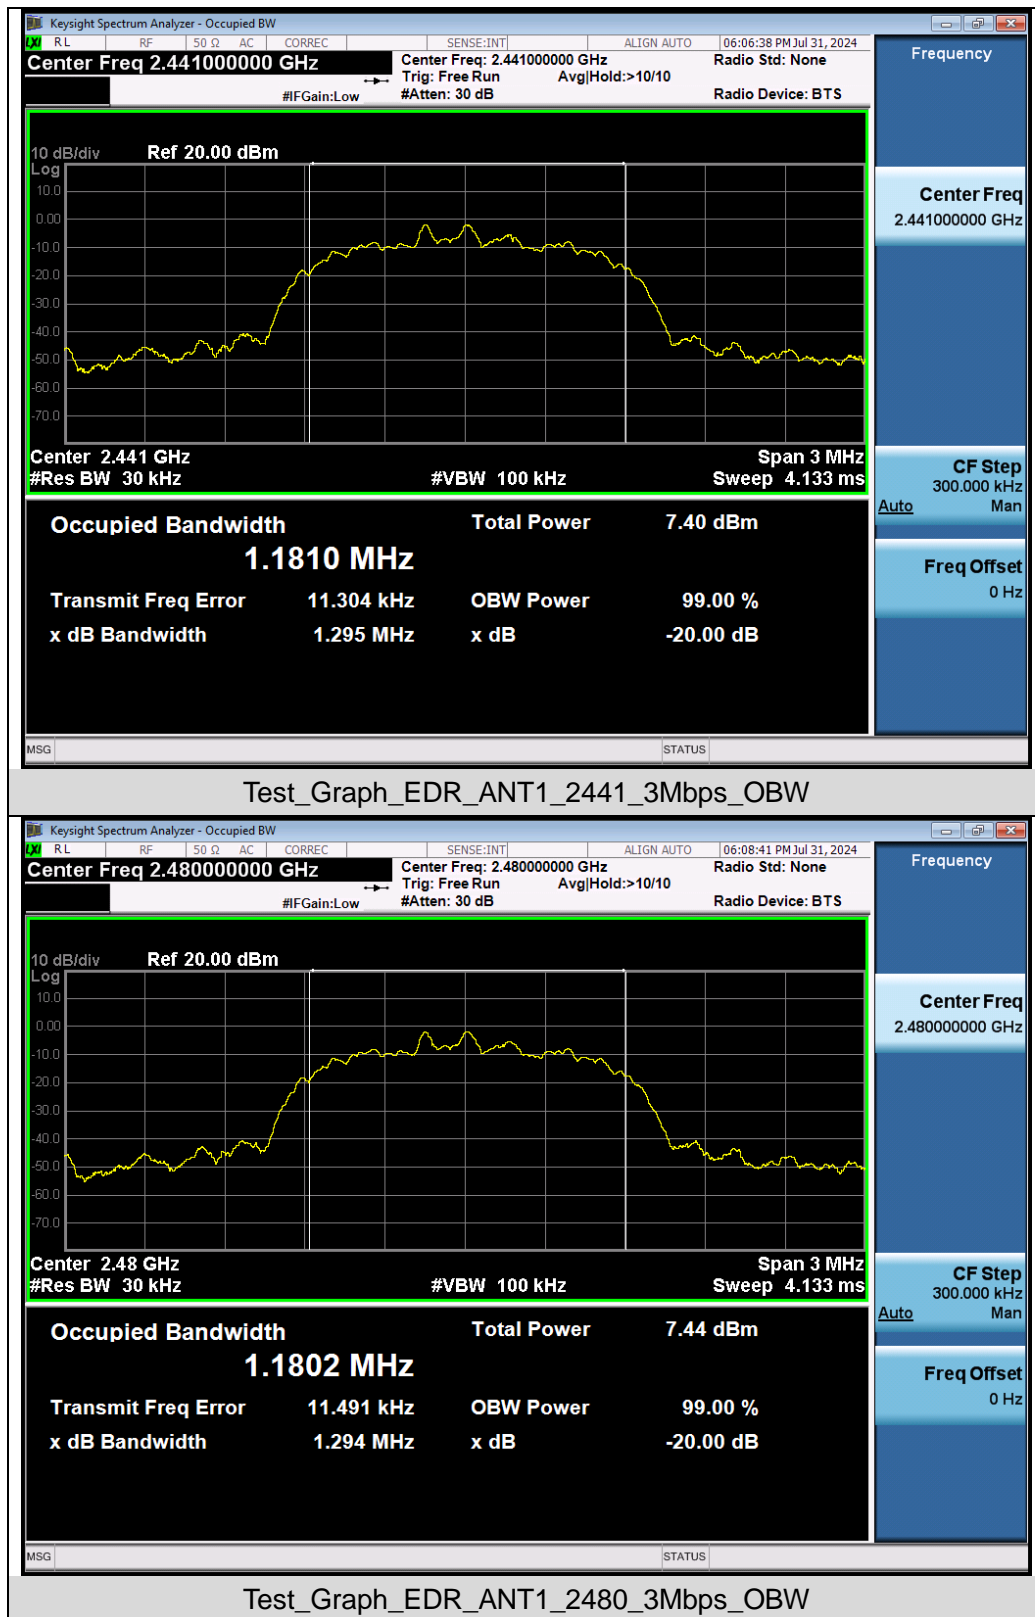 Keysight Spectrum Analyzer - Occupied BW
LXI RL RF 50 Ω AC CORREC SENSE:INT ALIGN AUTO 06:06:38 PM Jul 31, 2024
Center Freq 2.441000000 GHz
Center Freq: 2.441000000 GHz
Radio Std: None
Trig: Free Run Avg|Hold:>10/10
#IFGain:Low
#Atten: 30 dB
Radio Device: BTS
Frequency
10 dB/div Ref 20.00 dBm
Log
10.0
0.00
-10.0
-20.0
-30.0
-40.0
-50.0
-60.0
-70.0
Center Freq
2.441000000 GHz
Center 2.441 GHz Span 3 MHz
#Res BW 30 kHz #VBW 100 kHz Sweep 4.133 ms
CF Step
300.000 kHz
Auto Man
Occupied Bandwidth Total Power 7.40 dBm
1.1810 MHz
Transmit Freq Error 11.304 kHz OBW Power 99.00 %
x dB Bandwidth 1.295 MHz x dB -20.00 dB
Freq Offset
0 Hz
MSG STATUS
Test_Graph_EDR_ANT1_2441_3Mbps_OBW
Keysight Spectrum Analyzer - Occupied BW
LXI RL RF 50 Ω AC CORREC SENSE:INT ALIGN AUTO 06:08:41 PM Jul 31, 2024
Center Freq 2.480000000 GHz
Center Freq: 2.480000000 GHz
Radio Std: None
Trig: Free Run Avg|Hold:>10/10
#IFGain:Low
#Atten: 30 dB
Radio Device: BTS
Frequency
10 dB/div Ref 20.00 dBm
Log
10.0
0.00
-10.0
-20.0
-30.0
-40.0
-50.0
-60.0
-70.0
Center Freq
2.480000000 GHz
Center 2.48 GHz Span 3 MHz
#Res BW 30 kHz #VBW 100 kHz Sweep 4.133 ms
CF Step
300.000 kHz
Auto Man
Occupied Bandwidth Total Power 7.44 dBm
1.1802 MHz
Transmit Freq Error 11.491 kHz OBW Power 99.00 %
x dB Bandwidth 1.294 MHz x dB -20.00 dB
Freq Offset
0 Hz
MSG STATUS
Test_Graph_EDR_ANT1_2480_3Mbps_OBW